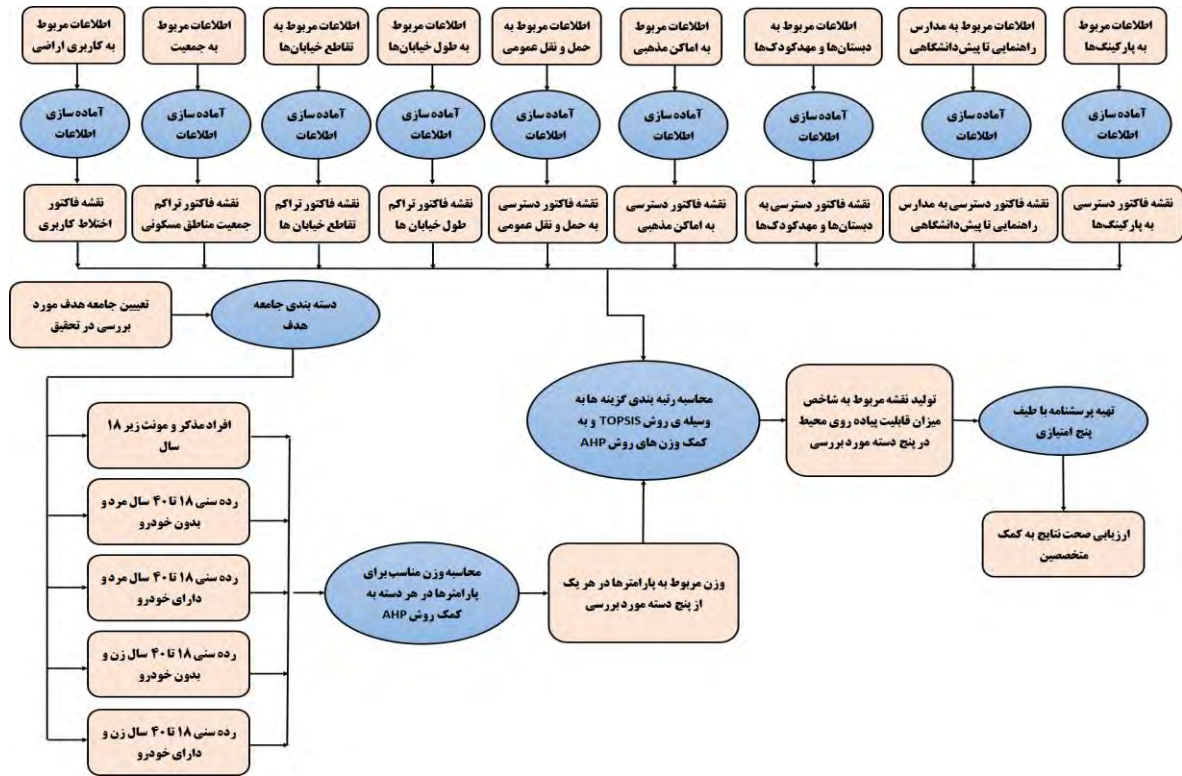 اطلاعات مربوط
به پارکینگ‌ها
اطلاعات مربوط به مدارس
راهنمایی تا پیش‌دانشگاهی
اطلاعات مربوط به
دبستان‌ها و مهدکودک‌ها
اطلاعات مربوط
به اماکن مذهبی
اطلاعات مربوط به
حمل و نقل عمومی
اطلاعات مربوط
به طول خیابان‌ها
اطلاعات مربوط به
تقاطع خیابان‌ها
اطلاعات مربوط
به جمعیت
اطلاعات مربوط
به کاربری اراضی
آماده سازی
اطلاعات
آماده سازی
اطلاعات
آماده سازی
اطلاعات
آماده سازی
اطلاعات
آماده سازی
اطلاعات
آماده سازی
اطلاعات
آماده سازی
اطلاعات
آماده سازی
اطلاعات
آماده سازی
اطلاعات
نقشه فاکتور دسترسی
به پارکینگ‌ها
نقشه فاکتور دسترسی به مدارس
راهنمایی تا پیش‌دانشگاهی
نقشه فاکتور دسترسی به
دبستان‌ها و مهدکودک‌ها
نقشه فاکتور دسترسی
به اماکن مذهبی
نقشه فاکتور دسترسی
به حمل و نقل عمومی
نقشه فاکتور تراکم
طول خیابان ها
نقشه فاکتور تراکم
تقاطع خیابان ها
نقشه فاکتور تراکم
جمعیت مناطق مسکونی
نقشه فاکتور
اختلاط کاربری
تعیین جامعه هدف مورد
بررسی در تحقیق
دسته بندی جامعه
هدف
افراد مذکر و مونث زیر ۱۸
سال
رده سنی ۱۸ تا ۴۰ سال مرد و
بدون خودرو
رده سنی ۱۸ تا ۴۰ سال مرد و
دارای خودرو
رده سنی ۱۸ تا ۴۰ سال زن و
بدون خودرو
رده سنی ۱۸ تا ۴۰ سال زن و
دارای خودرو
محاسبه وزن مناسب برای
پارامترها در هر دسته به
کمک روش AHP
وزن مربوط به پارامترها در هر یک
از پنج دسته مورد بررسی
محاسبه رتبه بندی گزینه ها به
وسیله ی روش TOPSIS و به
کمک وزن های روش AHP
تولید نقشه مربوط به شاخص
میزان قابلیت پیاده روی محیط
در پنج دسته مورد بررسی
تهیه پرسشنامه با طیف
پنج امتیازی
ارزیابی صحت نتایج به کمک
متخصصین